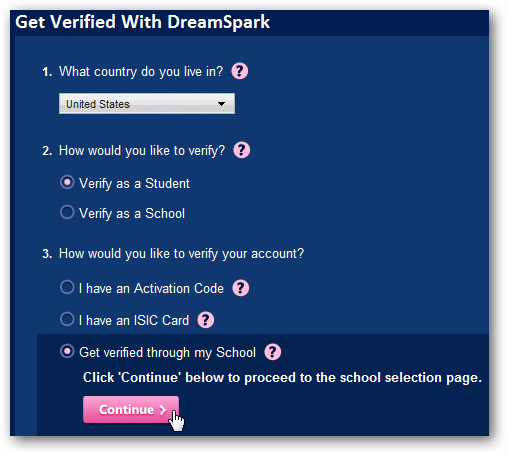 Get Verified With DreamSpark
1. What country do you live in? ?
United States
2. How would you like to verify? ?
Verify as a Student
Verify as a School
3. How would you like to verify your account?
I have an Activation Code ?
I have an ISIC Card ?
Get verified through my School ?
Click 'Continue' below to proceed to the school selection page.
Continue >